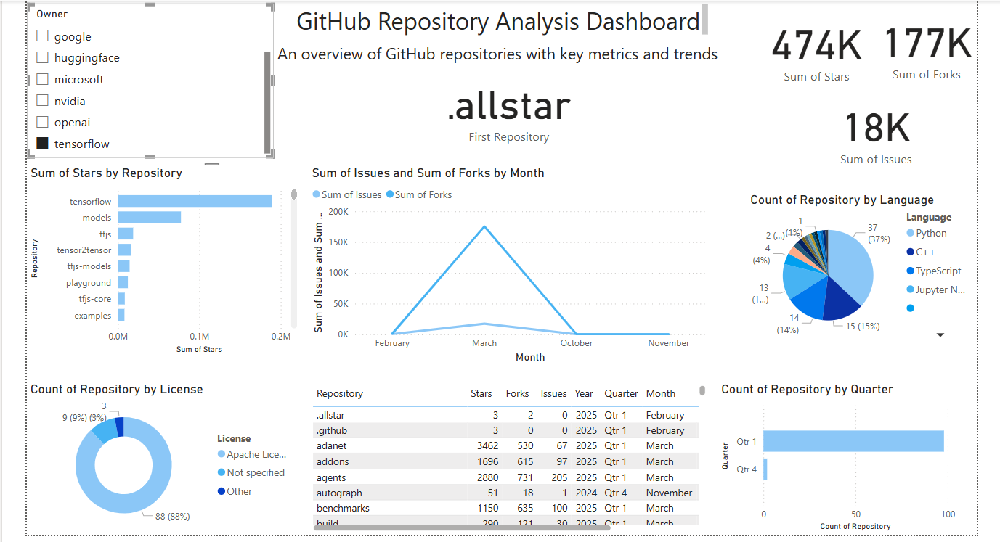 Owner
google
huggingface
microsoft
nvidia
openai
tensorflow
GitHub Repository Analysis Dashboard
An overview of GitHub repositories with key metrics and trends
.allstar
First Repository
474K
Sum of Stars
177K
Sum of Forks
18K
Sum of Issues
Sum of Stars by Repository
Repository
tensorflow
models
tfjs
tensor2tensor
tfjs-models
playground
tfjs-core
examples
0.0M 0.1M 0.2M
Sum of Stars
Sum of Issues and Sum of Forks by Month
Sum of Issues Sum of Forks
Sum of Issues and Sum ...
200K
150K
100K
50K
0K
February March October November
Month
Count of Repository by Language
1
(1%)
2 (...)
4
(4%)
13
(1...)
14
(14%)
15 (15%)
37
(37%)
Language
Python
C++
TypeScript
Jupyter N...
Count of Repository by License
3
(3%)
9 (9%)
88 (88%)
License
Apache Lice...
Not specified
Other
Repository Stars Forks Issues Year Quarter Month
.allstar 3 2 0 2025 Qtr 1 February
.github 3 0 0 2025 Qtr 1 February
adanet 3462 530 67 2025 Qtr 1 March
addons 1696 615 97 2025 Qtr 1 March
agents 2880 731 205 2025 Qtr 1 March
autograph 51 18 1 2024 Qtr 4 November
benchmarks 1150 635 100 2025 Qtr 1 March
build 290 121 30 2025 Qtr 1 March
Count of Repository by Quarter
Quarter
Qtr 1
Qtr 4
0 50 100
Count of Repository